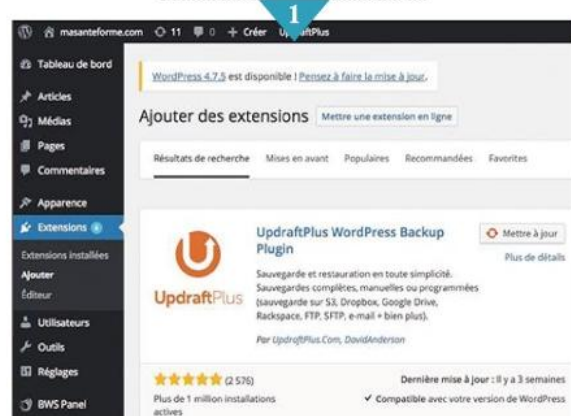 1
masanteforme.com 11 0 + Créer UpdraftPlus
Tableau de bord
Articles
Médias
Pages
Commentaires
Apparence
Extensions
Extensions installées
Ajouter
Éditeur
Utilisateurs
Outils
Réglages
BWS Panel
WordPress 4.7.5 est disponible ! Pensez à faire la mise à jour.
Ajouter des extensions Mettre une extension en ligne
Résultats de recherche Mises en avant Populaires Recommandées Favorites
UpdraftPlus
UpdraftPlus WordPress Backup
Plugin
Mettre à jour
Plus de détails
Sauvegarde et restauration en toute simplicité.
Sauvegardes complètes, manuelles ou programmées
(sauvegarde sur S3, Dropbox, Google Drive,
Rackspace, FTP, SFTP, e-mail + bien plus).
Par UpdraftPlus.Com, DavidAnderson
(2 576)
Plus de 1 million installations
actives
Dernière mise à jour : Il y a 3 semaines
✓ Compatible avec votre version de WordPress